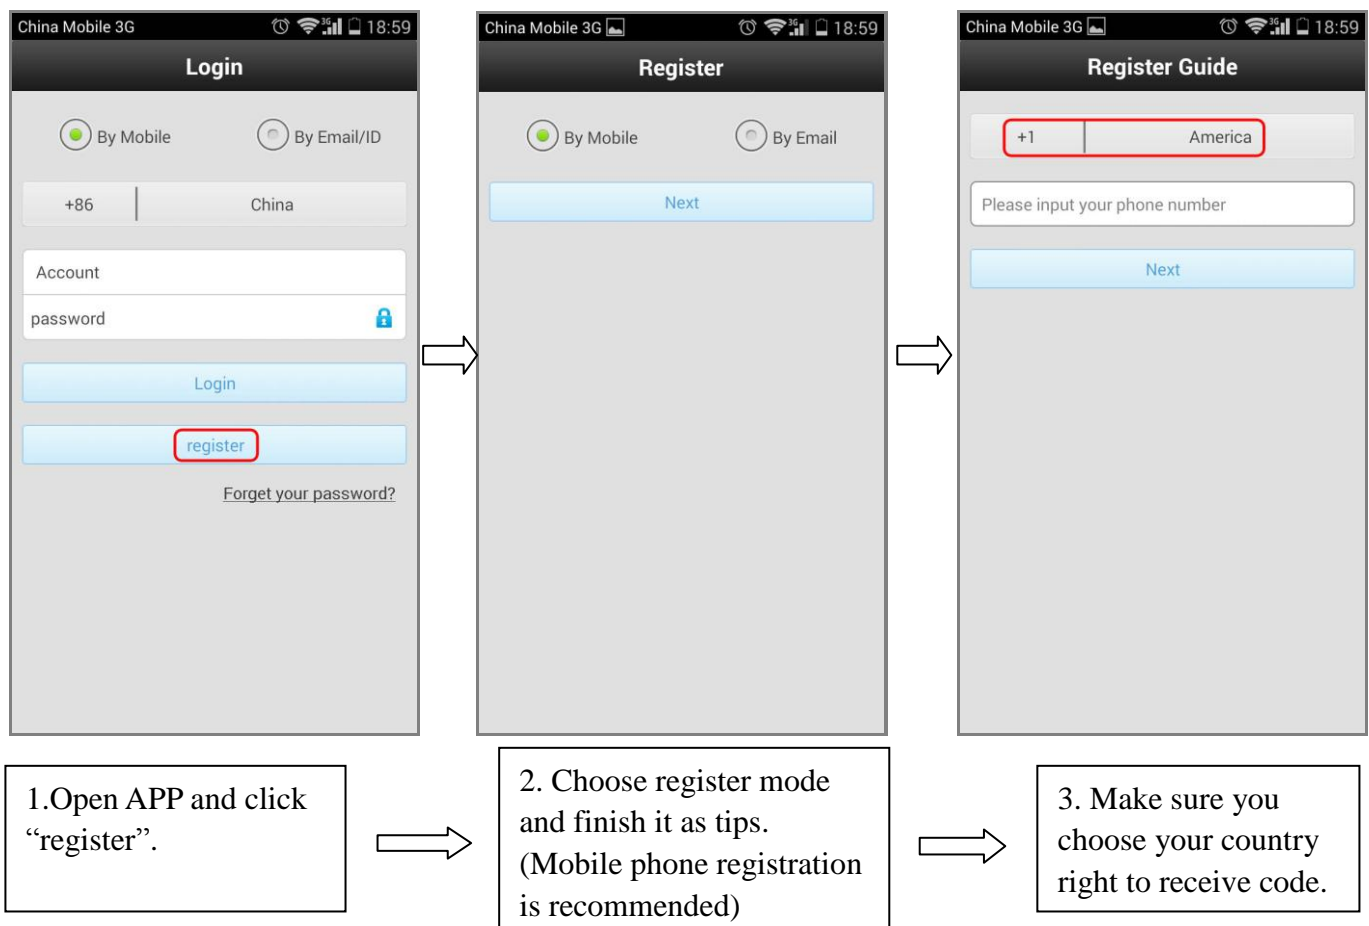 China Mobile 3G 3G 18:59
Login
By Mobile By Email/ID
+86 China
Account
password
Login
register
Forget your password?
China Mobile 3G 3G 18:59
Register
By Mobile By Email
Next
China Mobile 3G 3G 18:59
Register Guide
+1 America
Please input your phone number
Next
1.Open APP and click
“register”.
2. Choose register mode
and finish it as tips.
(Mobile phone registration
is recommended)
3. Make sure you
choose your country
right to receive code.